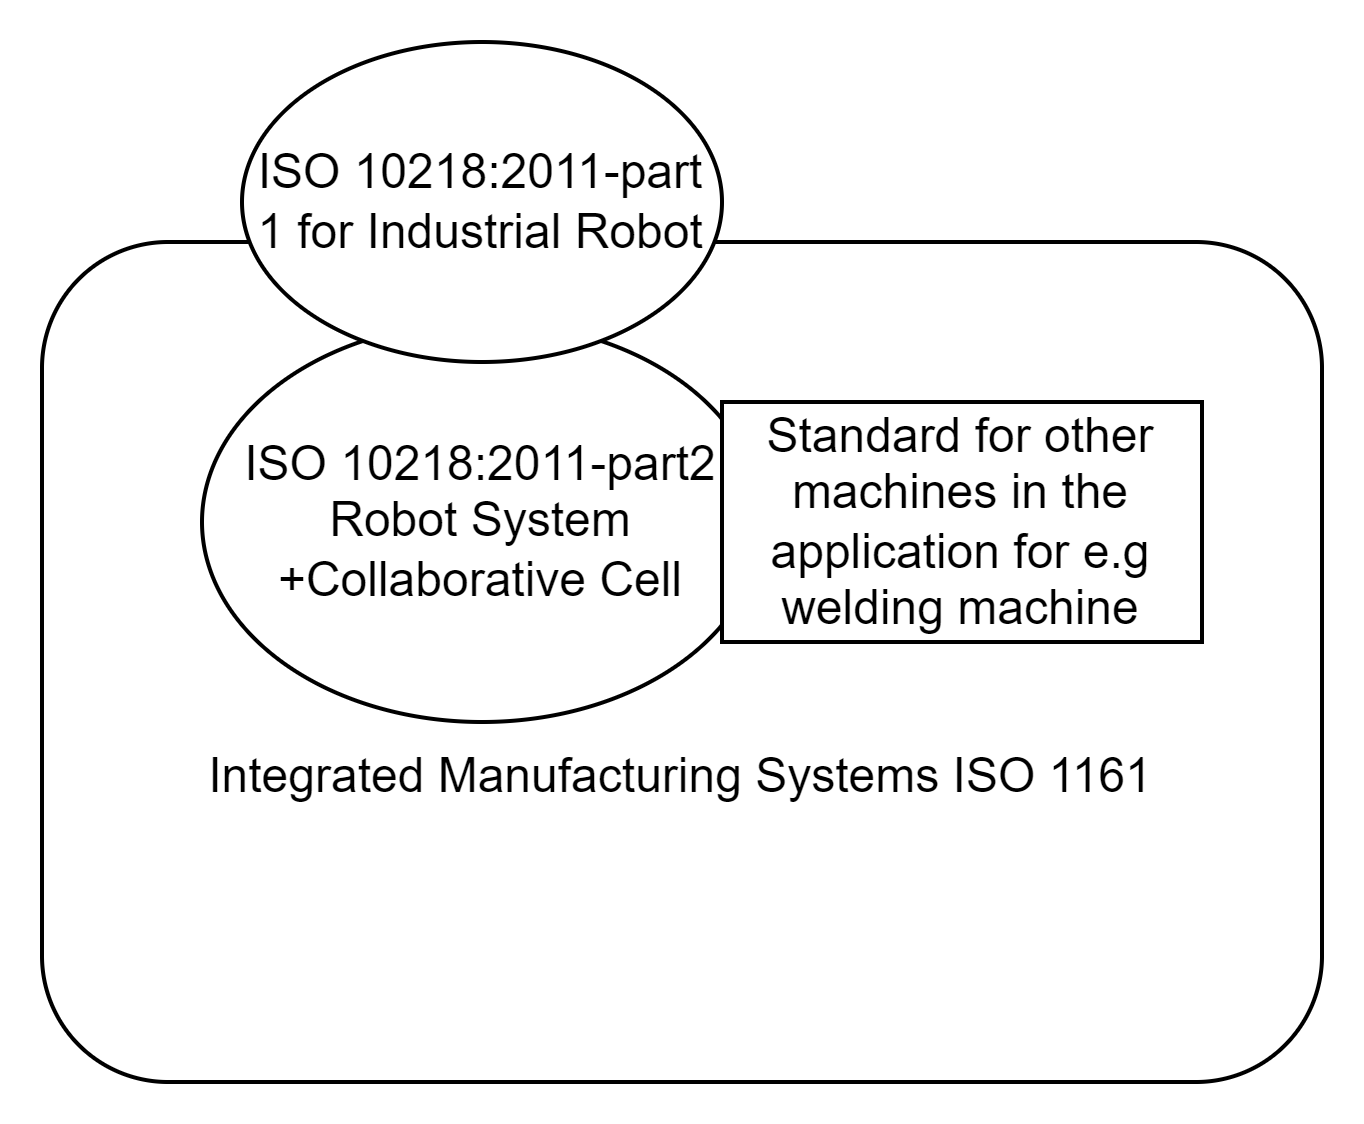 ISO 10218:2011-part
1 for Industrial Robot
ISO 10218:2011-part2
Robot System
+Collaborative Cell
Standard for other
machines in the
application for e.g
welding machine
Integrated Manufacturing Systems ISO 1161